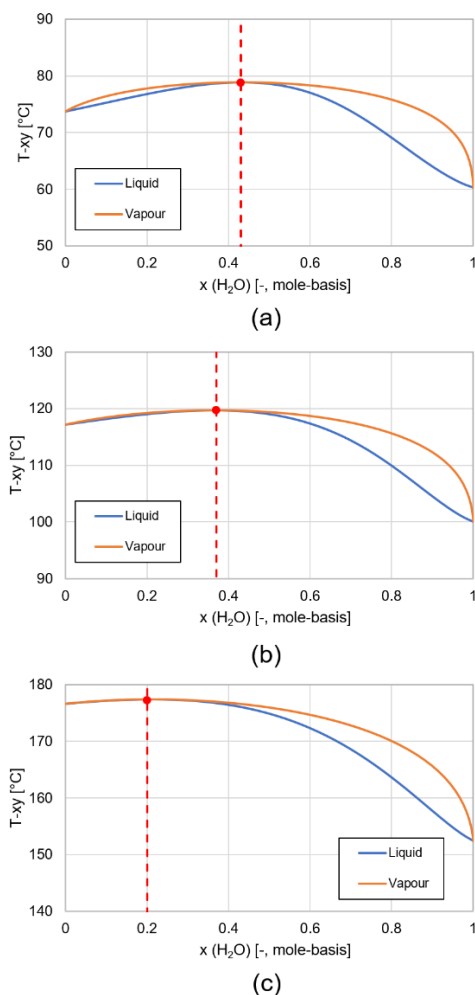 90
80
70
60
50
T-xy [°C]
Liquid
Vapour
0 0.2 0.4 0.6 0.8 1
x (H₂O) [-, mole-basis]
(a)
130
120
110
100
90
T-xy [°C]
Liquid
Vapour
0 0.2 0.4 0.6 0.8 1
x (H₂O) [-, mole-basis]
(b)
180
170
160
150
140
T-xy [°C]
Liquid
Vapour
0 0.2 0.4 0.6 0.8 1
x (H₂O) [-, mole-basis]
(c)